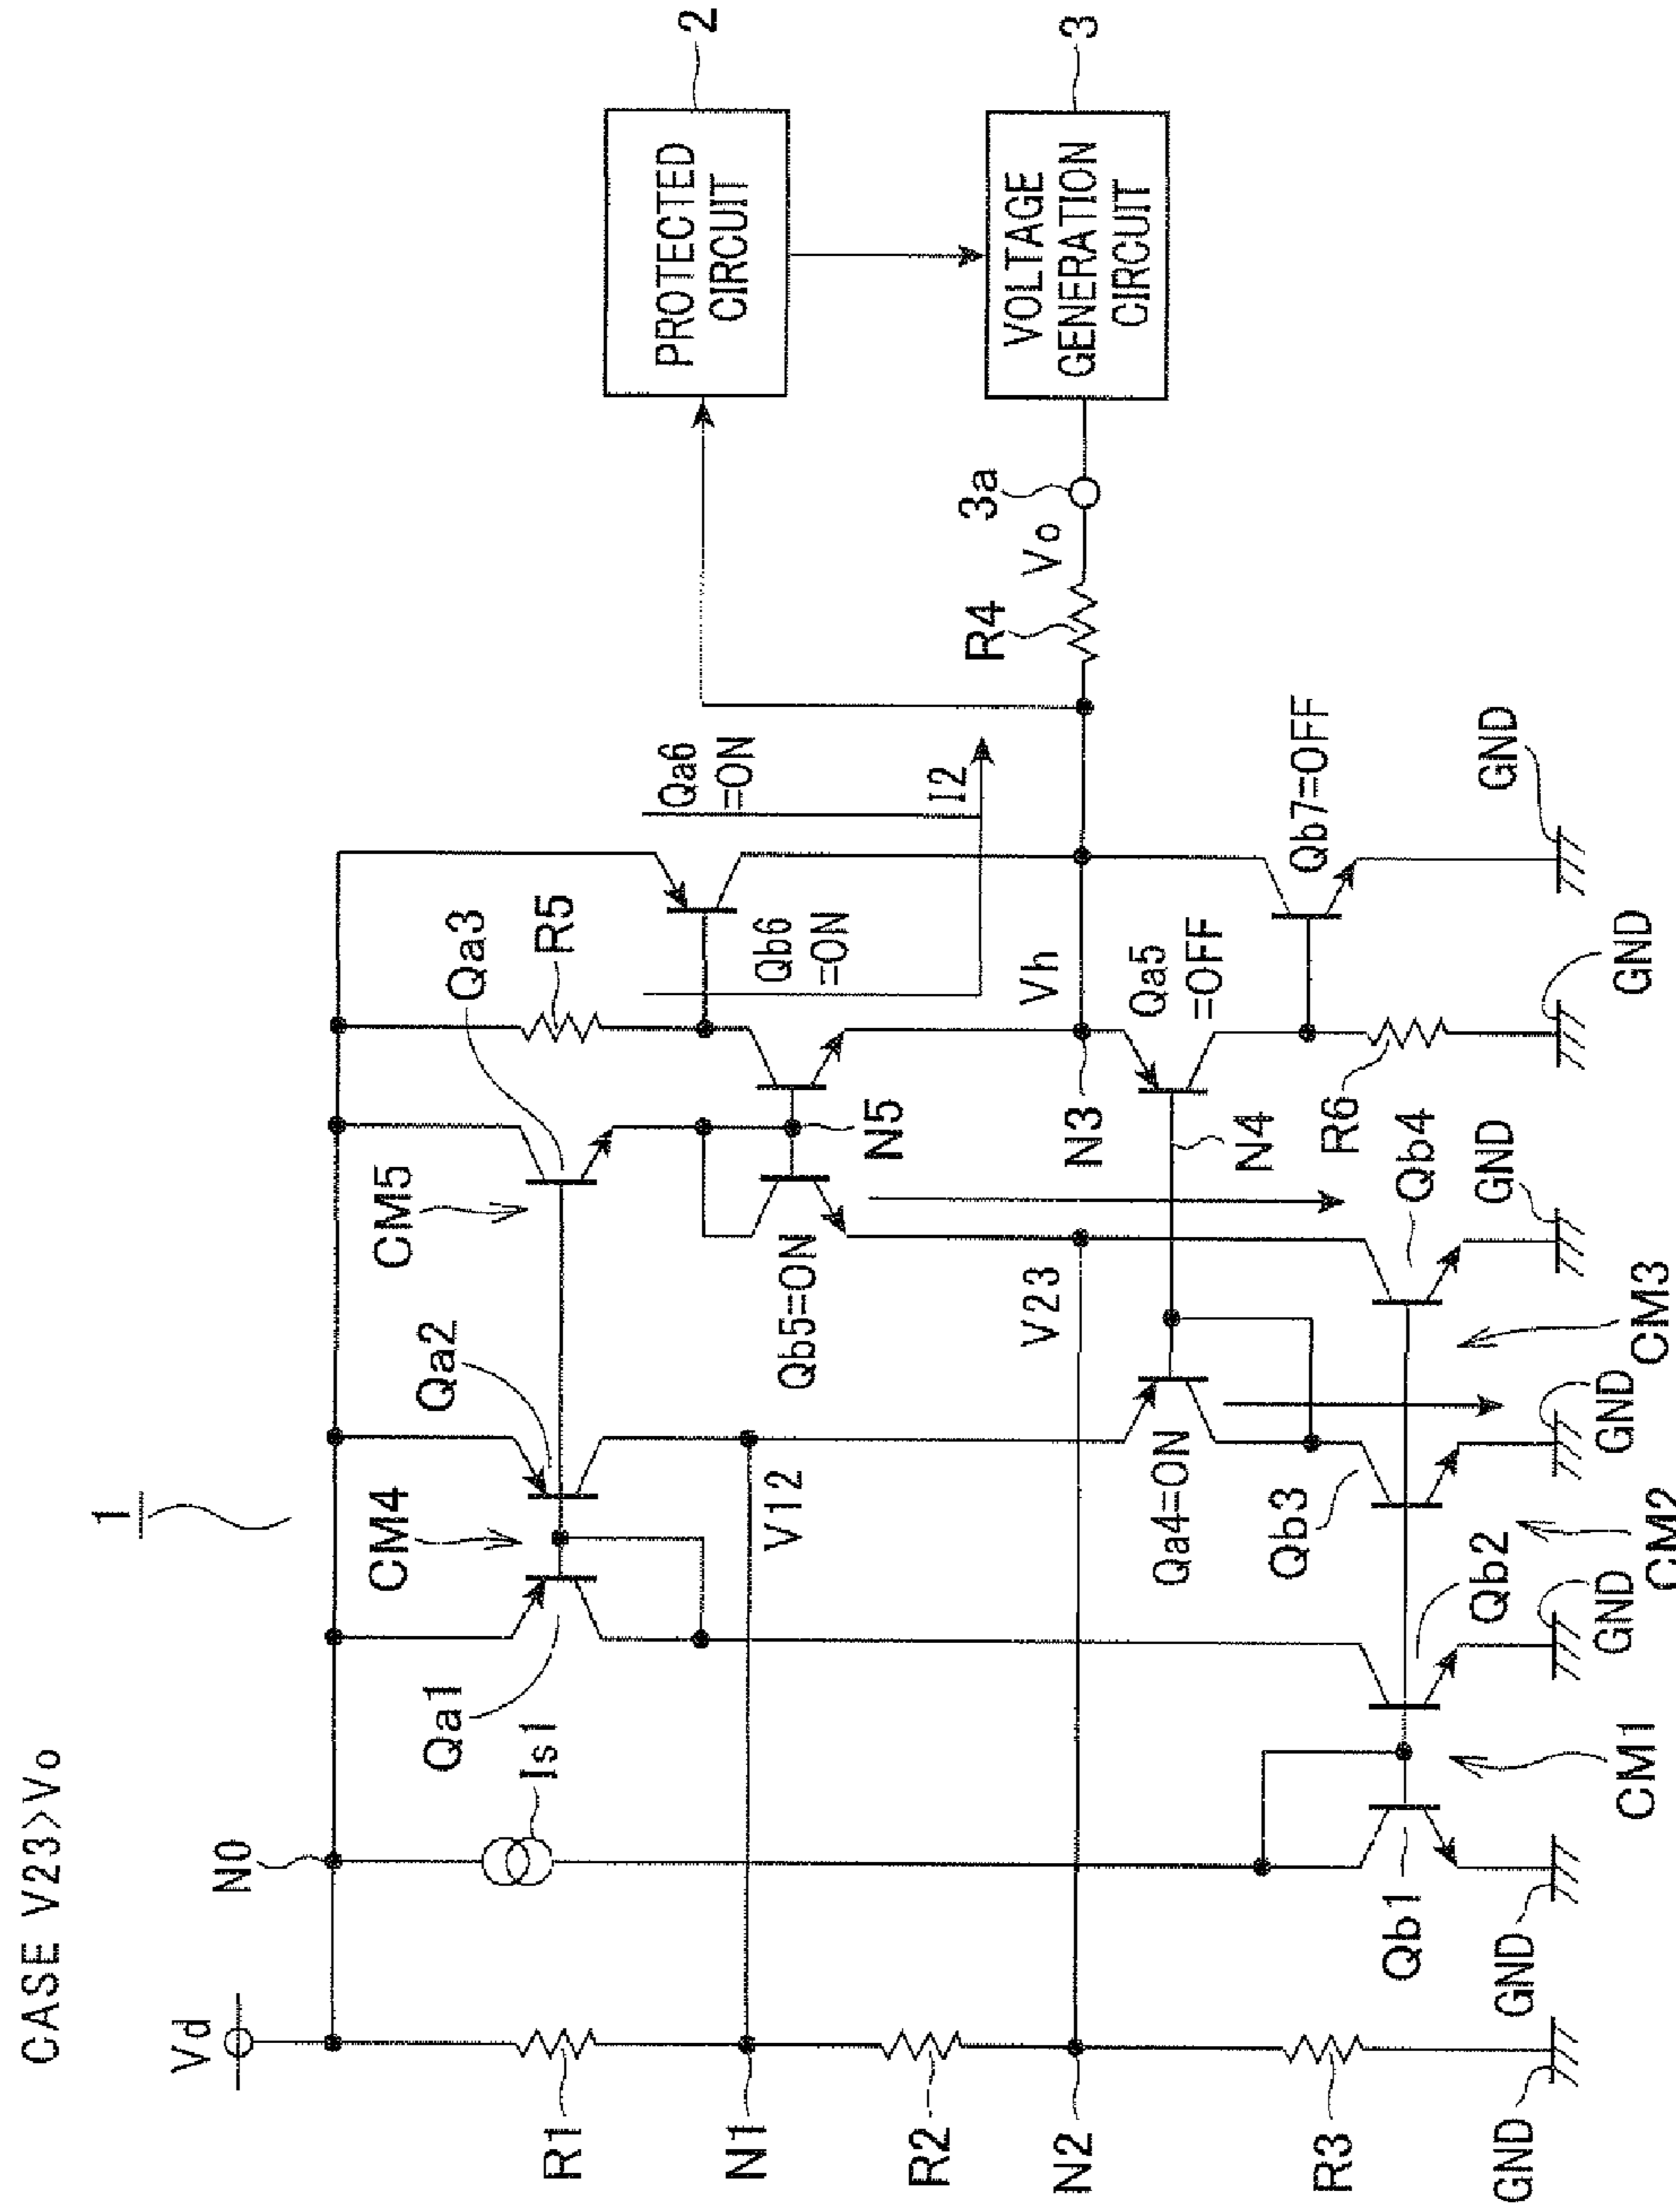 CASE V23>Vo
1
Vd
N0
Is1
Qa1
CM4
Qa2
CM5
Qa3
R5
Qa6
=ON
Qb6
=ON
I2
PROTECTED
CIRCUIT
2
R1
N1
V12
Qb5=ON
N5
Vh
R4
Vo
3a
VOLTAGE
GENERATION
CIRCUIT
3
R2
N2
V23
N3
Qa5
=OFF
Qa4=ON
N4
Qb7=OFF
R3
Qb1
Qb2
Qb3
Qb4
R6
GND
GND
GND
GND
GND
GND
GND
CM1
CM2
CM3